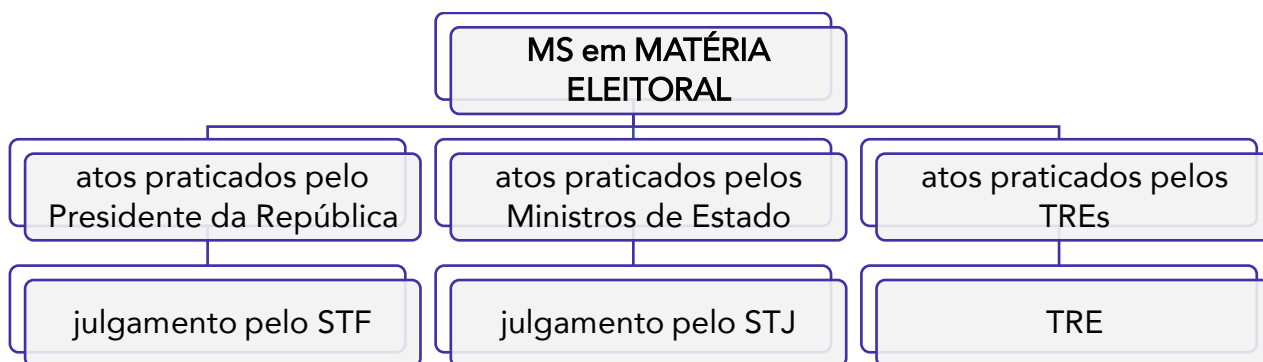 MS em MATÉRIA
ELEITORAL
atos praticados pelo
Presidente da República
atos praticados pelos
Ministros de Estado
atos praticados pelos
TREs
julgamento pelo STF
julgamento pelo STJ
TRE